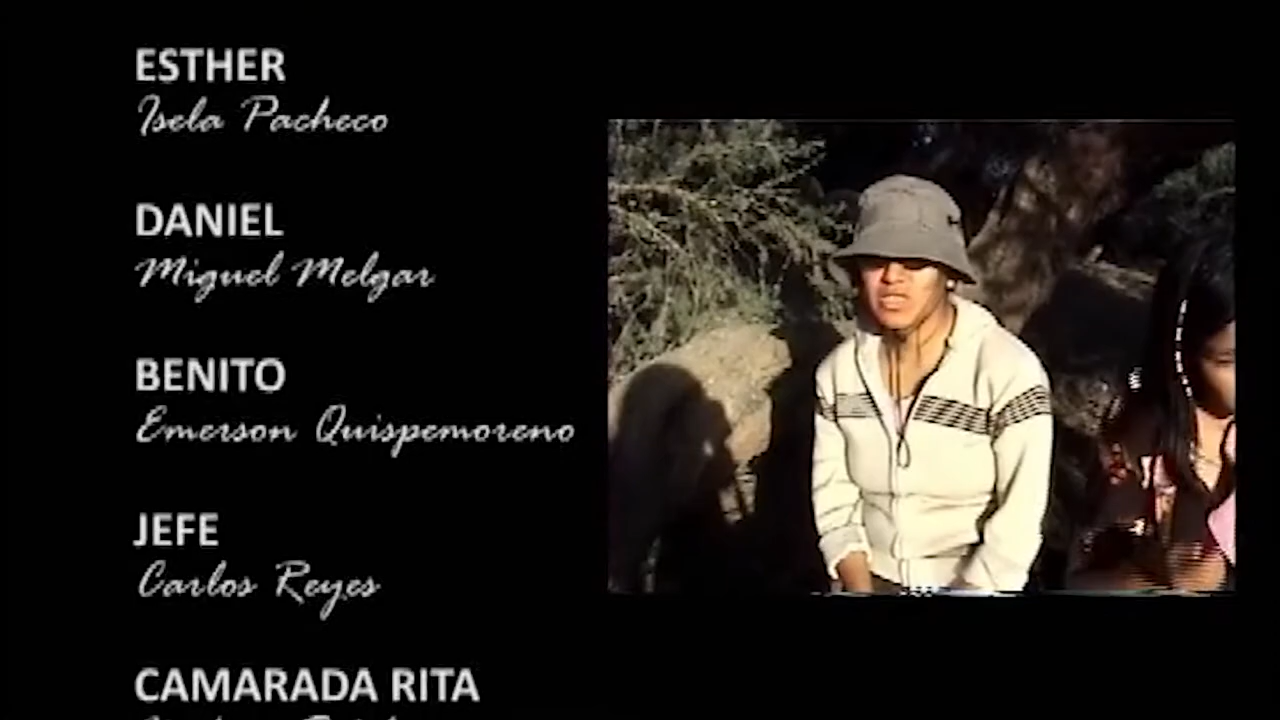 ESTHER
Isela Pacheco
DANIEL
Miguel Melgar
BENITO
Emerson Quispemoreno
JEFE
Carlos Reyes
CAMARADA RITA